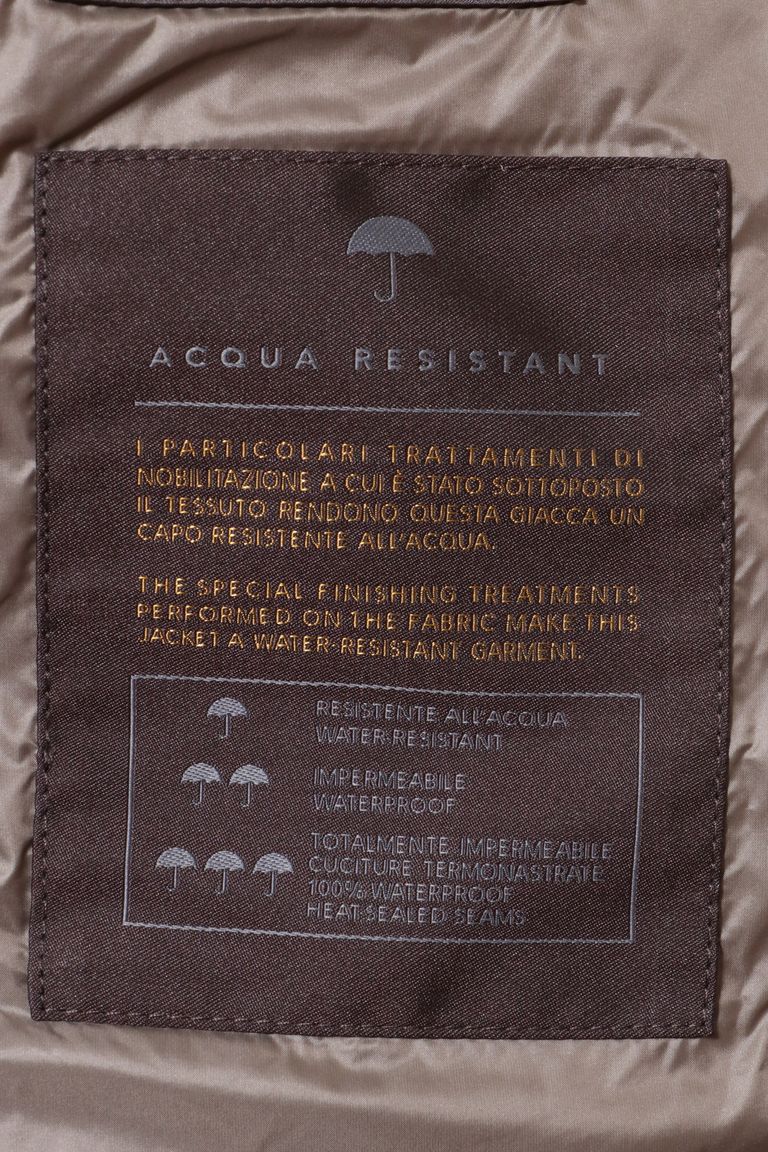 ACQUA RESISTANT
I PARTICOLARI TRATTAMENTI DI
NOBILITAZIONE A CUI È STATO SOTTOPOSTO
IL TESSUTO RENDONO QUESTA GIACCA UN
CAPO RESISTENTE ALL'ACQUA.
THE SPECIAL FINISHING TREATMENTS
PERFORMED ON THE FABRIC MAKE THIS
JACKET A WATER-RESISTANT GARMENT.
RESISTENTE ALL'ACQUA
WATER-RESISTANT
IMPERMEABILE
WATERPROOF
TOTALMENTE IMPERMEABILE
CUCITURE TERMONASTRATE
100% WATERPROOF
HEAT-SEALED SEAMS